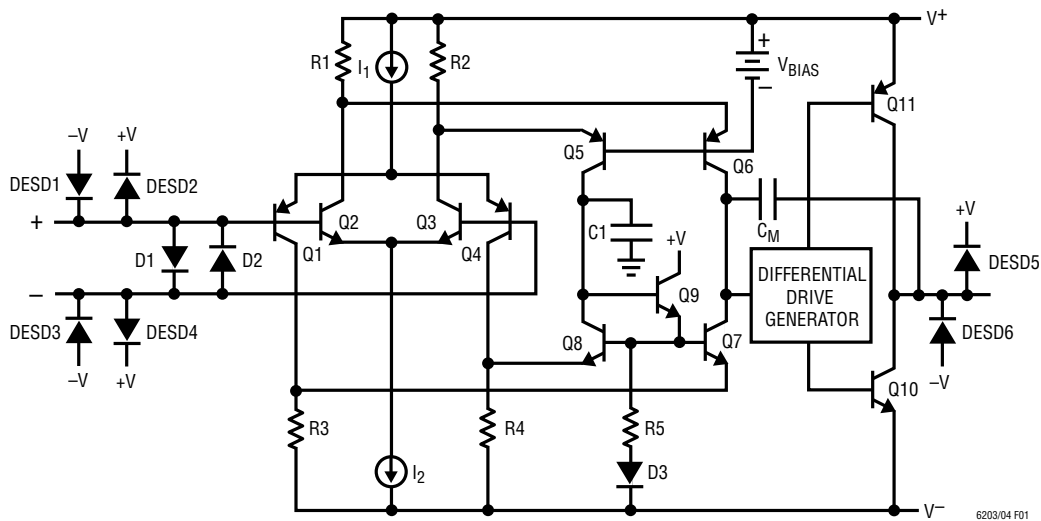 V+
R1
I1
R2
+
VBIAS
–
Q11
–V
+V
DESD1
DESD2
Q5
Q6
+
Q2
Q3
C1
CM
+V
D1
D2
Q1
Q4
+V
DESD5
–
DIFFERENTIAL
DRIVE
GENERATOR
Q9
DESD3
DESD4
Q8
Q7
DESD6
–V
+V
–V
Q10
R3
R4
R5
I2
D3
V–
6203/04 F01